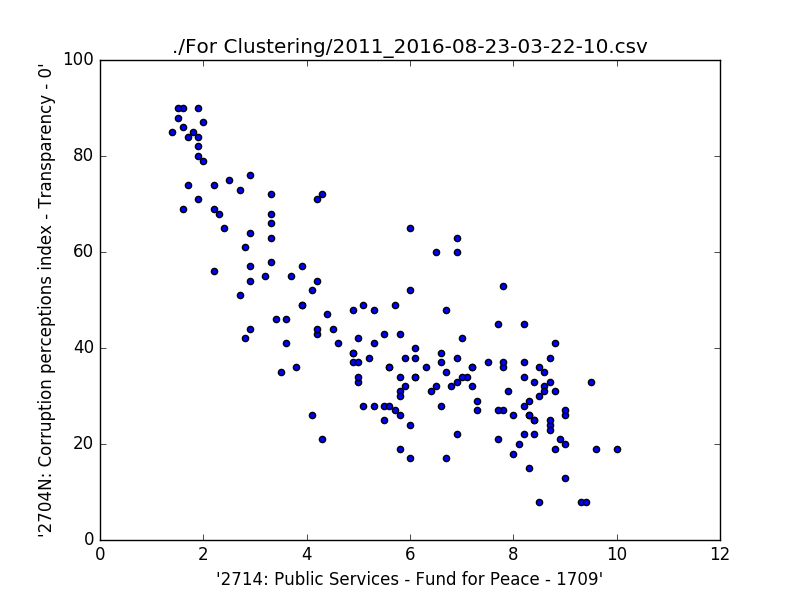 ./For Clustering/2011_2016-08-23-03-22-10.csv
100
80
60
40
20
0
'2704N: Corruption perceptions index - Transparency - 0'
0 2 4 6 8 10 12
'2714: Public Services - Fund for Peace - 1709'